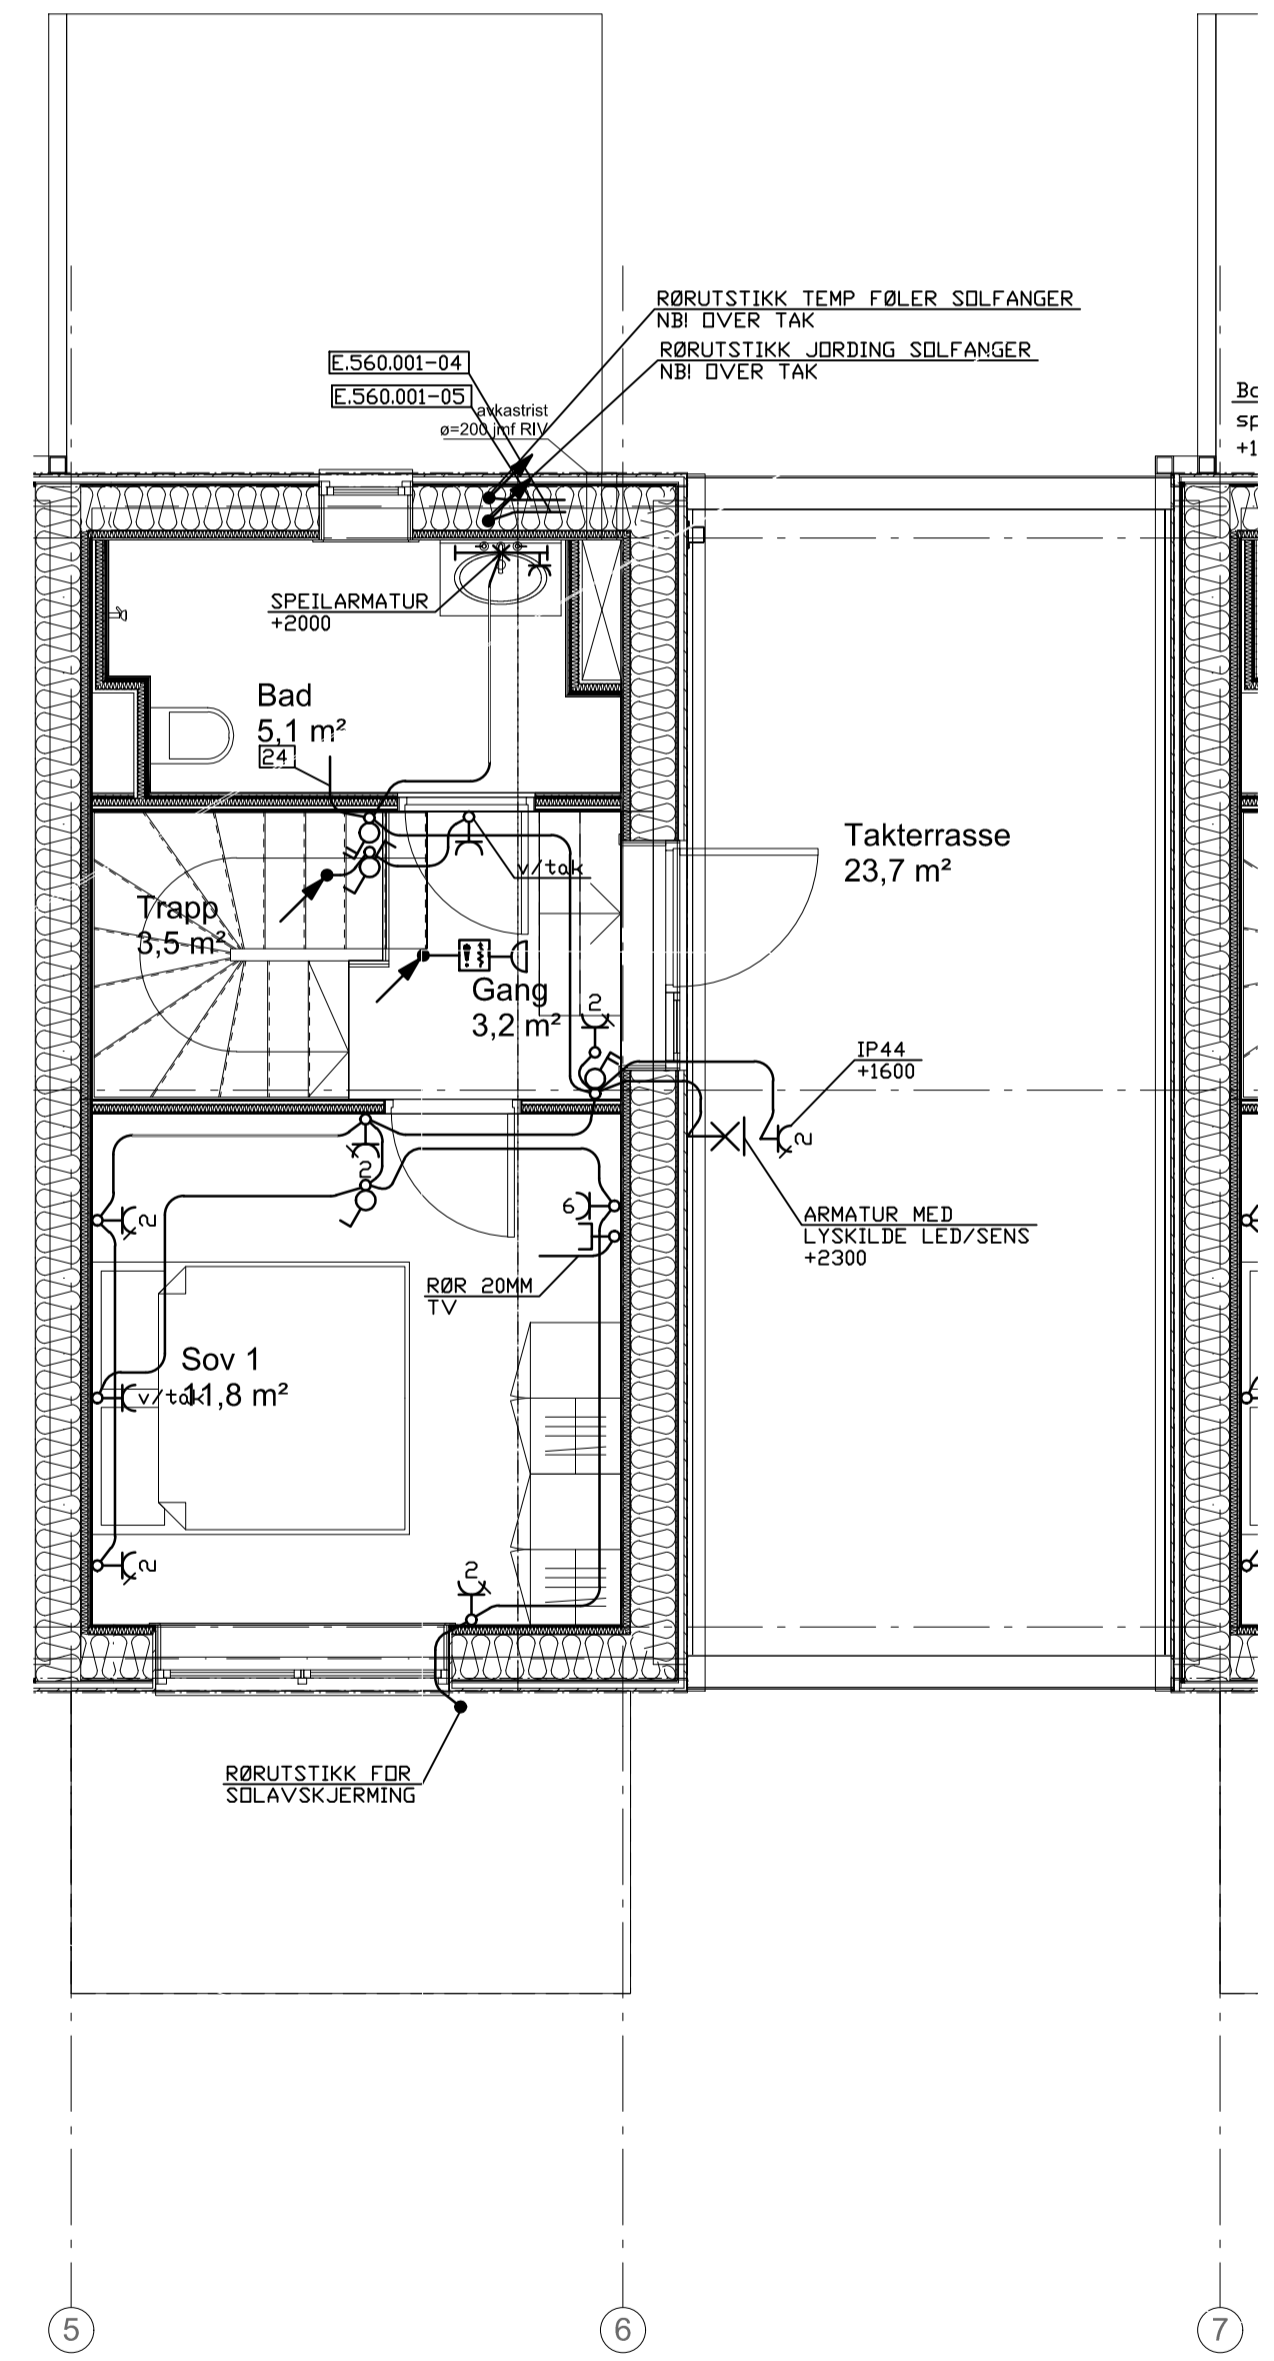 RØRUTSTIKK TEMP FØLER SOLFANGER
NB! OVER TAK
RØRUTSTIKK JORDING SOLFANGER
NB! OVER TAK
E.560.001-04
E.560.001-05
avkastrist
ø=200 jmf RIV
+1
SPEILARMATUR
+2000
Bad
5,1 m²
24
v/tak
Takterrasse
23,7 m²
Trapp
3,5 m²
Gang
3,2 m²
2
IP44
+1600
2
2
2
6
ARMATUR MED
LYSKILDE LED/SENS
+2300
RØR 20MM
TV
Sov 1
11,8 m²
v/tak
2
2
RØRUTSTIKK FOR
SOLAVSKJERMING
5
6
7